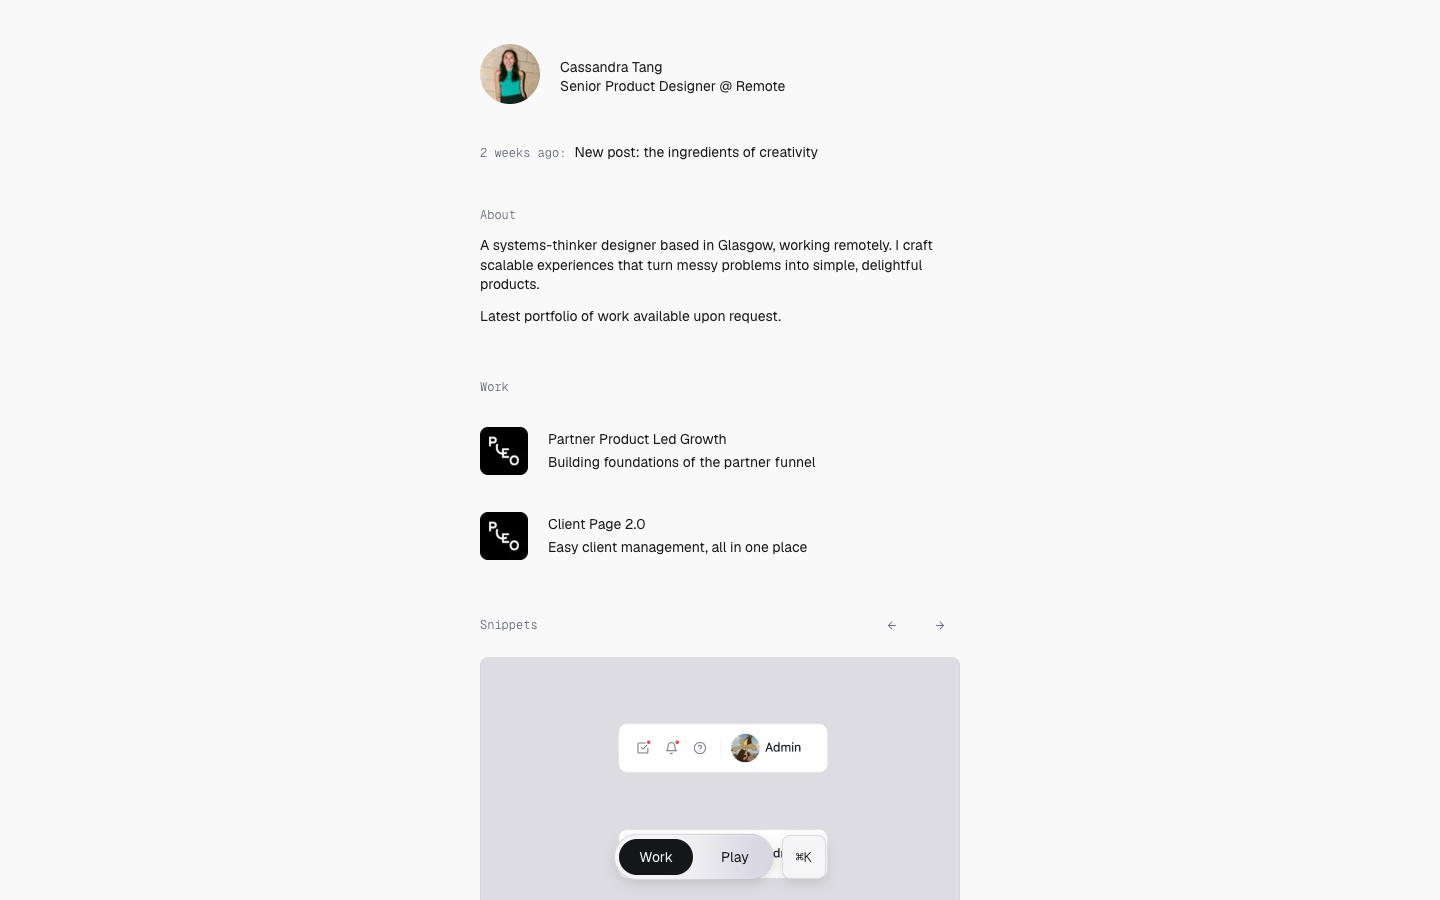 Cassandra Tang
Senior Product Designer @ Remote
2 weeks ago: New post: the ingredients of creativity
About
A systems-thinker designer based in Glasgow, working remotely. I craft
scalable experiences that turn messy problems into simple, delightful
products.
Latest portfolio of work available upon request.
Work
PLEO
Partner Product Led Growth
Building foundations of the partner funnel
PLEO
Client Page 2.0
Easy client management, all in one place
Snippets ← →
Admin
Work Play ⌘K